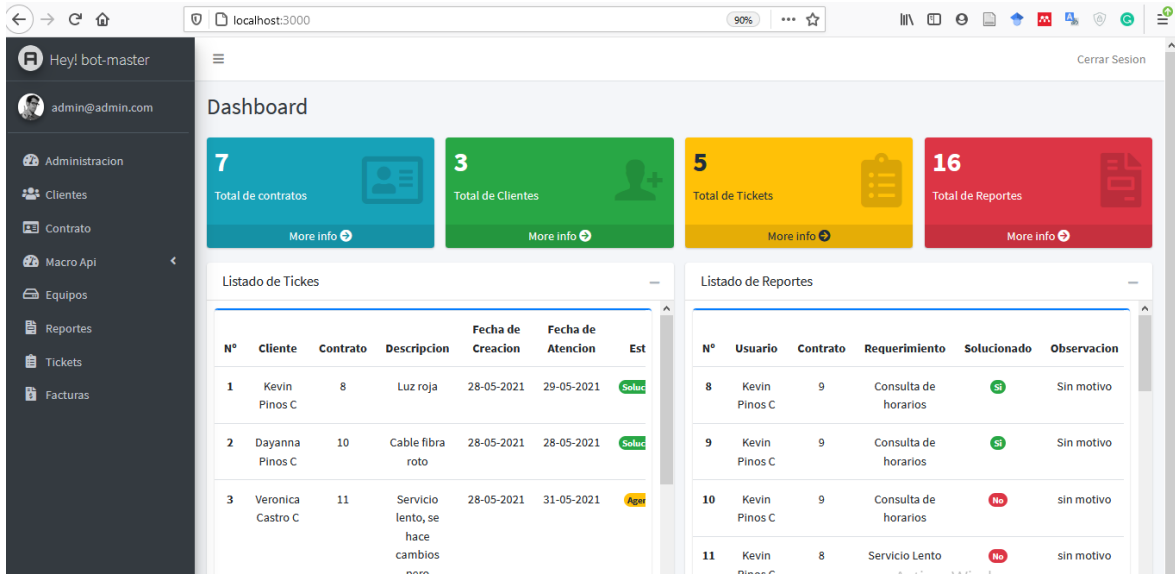 localhost:3000
90%
Hey! bot-master
Cerrar Sesion
admin@admin.com
Administracion
Clientes
Contrato
Macro Api
Equipos
Reportes
Tickets
Facturas
Dashboard
7
Total de contratos
More info
3
Total de Clientes
More info
5
Total de Tickets
More info
16
Total de Reportes
More info
Listado de Tickes
N° Cliente Contrato Descripcion Fecha de Creacion Fecha de Atencion Est
1 Kevin Pinos C 8 Luz roja 28-05-2021 29-05-2021 Soluc
2 Dayanna Pinos C 10 Cable fibra roto 28-05-2021 28-05-2021 Soluc
3 Veronica Castro C 11 Servicio lento, se hace cambios pero 28-05-2021 31-05-2021 Agen
Listado de Reportes
N° Usuario Contrato Requerimiento Solucionado Observacion
8 Kevin Pinos C 9 Consulta de horarios Si Sin motivo
9 Kevin Pinos C 9 Consulta de horarios Si Sin motivo
10 Kevin Pinos C 9 Consulta de horarios No sin motivo
11 Kevin Pinos C 8 Servicio Lento No sin motivo